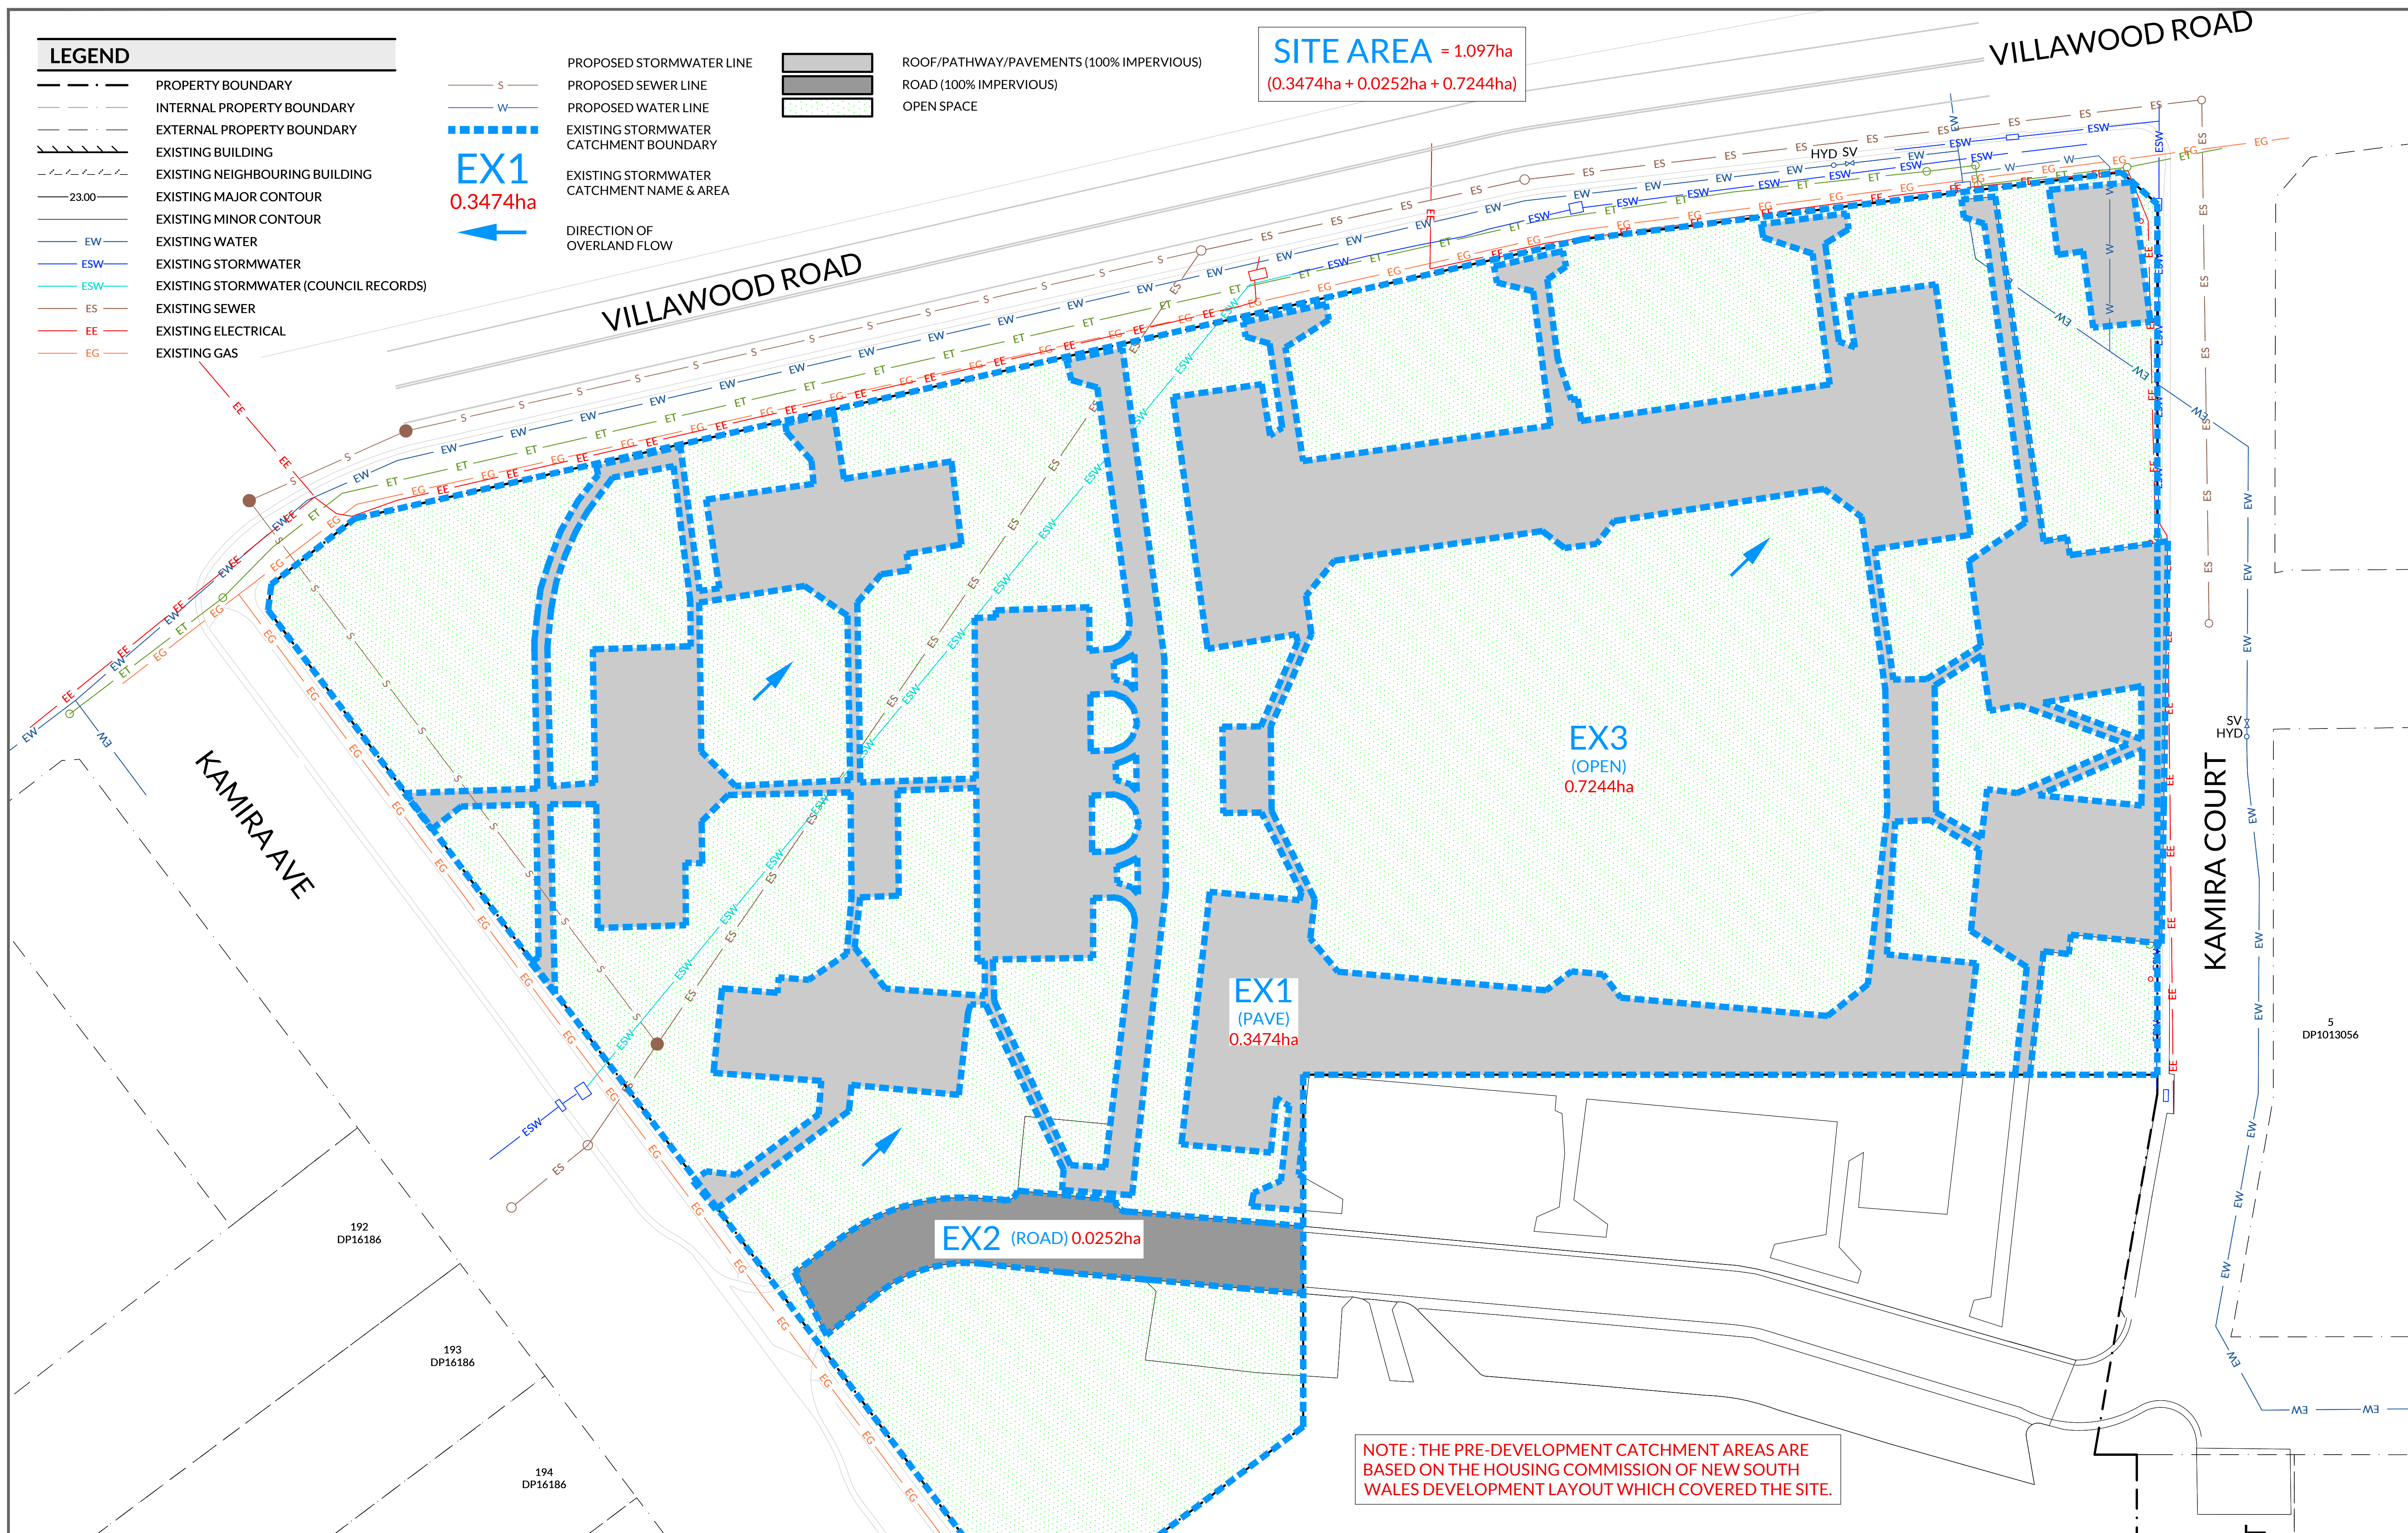 LEGEND
PROPERTY BOUNDARY
INTERNAL PROPERTY BOUNDARY
EXTERNAL PROPERTY BOUNDARY
EXISTING BUILDING
EXISTING NEIGHBOURING BUILDING
23.00 EXISTING MAJOR CONTOUR
EXISTING MINOR CONTOUR
EW EXISTING WATER
ESW EXISTING STORMWATER
ESW EXISTING STORMWATER (COUNCIL RECORDS)
ES EXISTING SEWER
EE EXISTING ELECTRICAL
EG EXISTING GAS
PROPOSED STORMWATER LINE
S PROPOSED SEWER LINE
W PROPOSED WATER LINE
EXISTING STORMWATER
CATCHMENT BOUNDARY
EX1
0.3474ha
EXISTING STORMWATER
CATCHMENT NAME & AREA
DIRECTION OF
OVERLAND FLOW
ROOF/PATHWAY/PAVEMENTS (100% IMPERVIOUS)
ROAD (100% IMPERVIOUS)
OPEN SPACE
SITE AREA = 1.097ha
(0.3474ha + 0.0252ha + 0.7244ha)
VILLAWOOD ROAD
VILLAWOOD ROAD
HYD SV
KAMIRA AVE
EX3
(OPEN)
0.7244ha
SV
HYD
KAMIRA COURT
EX1
(PAVE)
0.3474ha
5
DP1013056
EX2 (ROAD) 0.0252ha
192
DP16186
193
DP16186
194
DP16186
NOTE : THE PRE-DEVELOPMENT CATCHMENT AREAS ARE
BASED ON THE HOUSING COMMISSION OF NEW SOUTH
WALES DEVELOPMENT LAYOUT WHICH COVERED THE SITE.